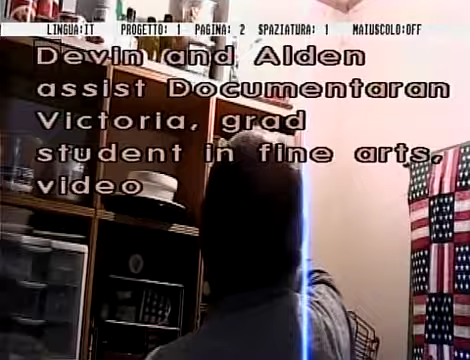 LINGUA:IT PROGETTO: 1 PAGINA: 2 SPAZIATURA: 1 MAIUSCOLO:OFF
Devin and Alden
assist Documentaran
Victoria, grad
student in fine arts,
video